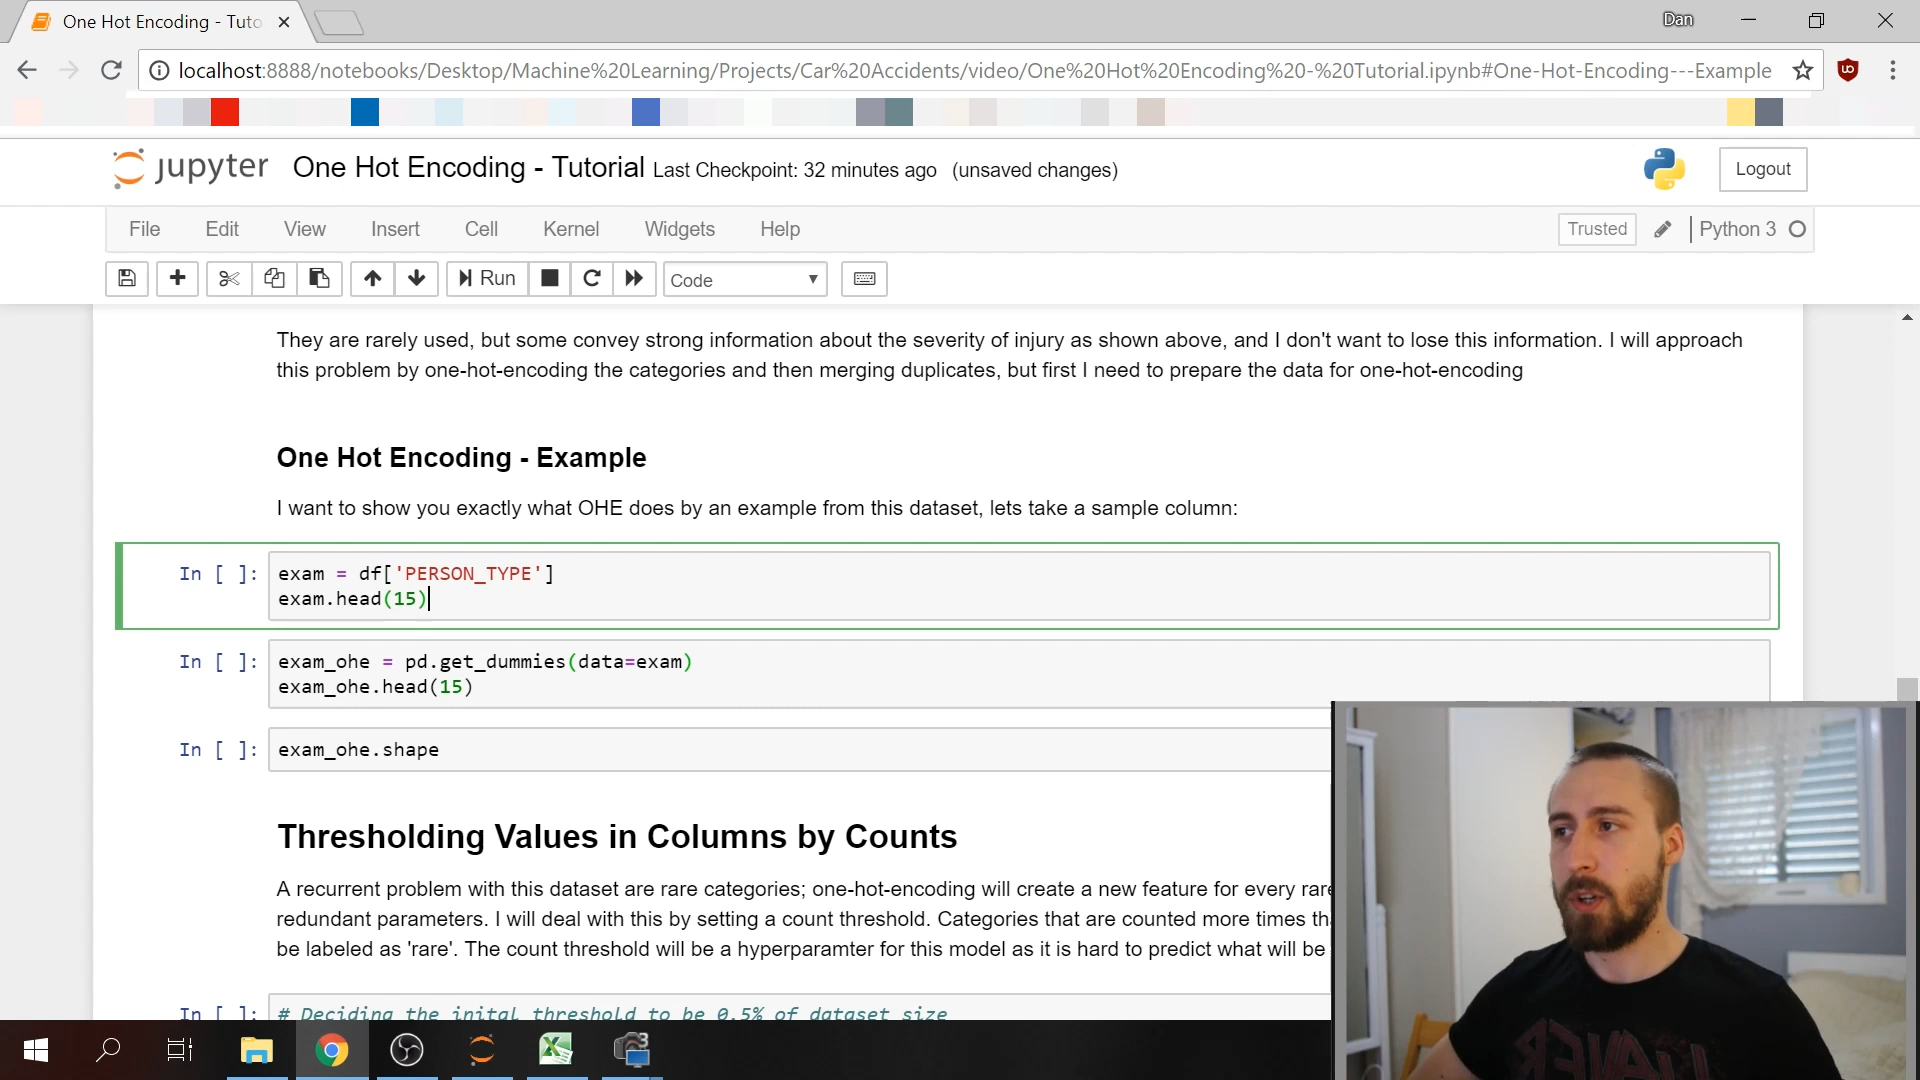 One Hot Encoding - Tuto
Dan
localhost:8888/notebooks/Desktop/Machine%20Learning/Projects/Car%20Accidents/video/One%20Hot%20Encoding%20-%20Tutorial.ipynb#One-Hot-Encoding---Example
jupyter One Hot Encoding - Tutorial Last Checkpoint: 32 minutes ago (unsaved changes)
Logout
File Edit View Insert Cell Kernel Widgets Help
Trusted
Python 3
Run
Code
They are rarely used, but some convey strong information about the severity of injury as shown above, and I don't want to lose this information. I will approach
this problem by one-hot-encoding the categories and then merging duplicates, but first I need to prepare the data for one-hot-encoding
One Hot Encoding - Example
I want to show you exactly what OHE does by an example from this dataset, lets take a sample column:
In [ ]: exam = df['PERSON_TYPE']
exam.head(15)
In [ ]: exam_ohe = pd.get_dummies(data=exam)
exam_ohe.head(15)
In [ ]: exam_ohe.shape
Thresholding Values in Columns by Counts
A recurrent problem with this dataset are rare categories; one-hot-encoding will create a new feature for every rare
redundant parameters. I will deal with this by setting a count threshold. Categories that are counted more times th
be labeled as 'rare'. The count threshold will be a hyperparamter for this model as it is hard to predict what will be
In [ ]: # Deciding the inital threshold to be 0.5% of dataset size